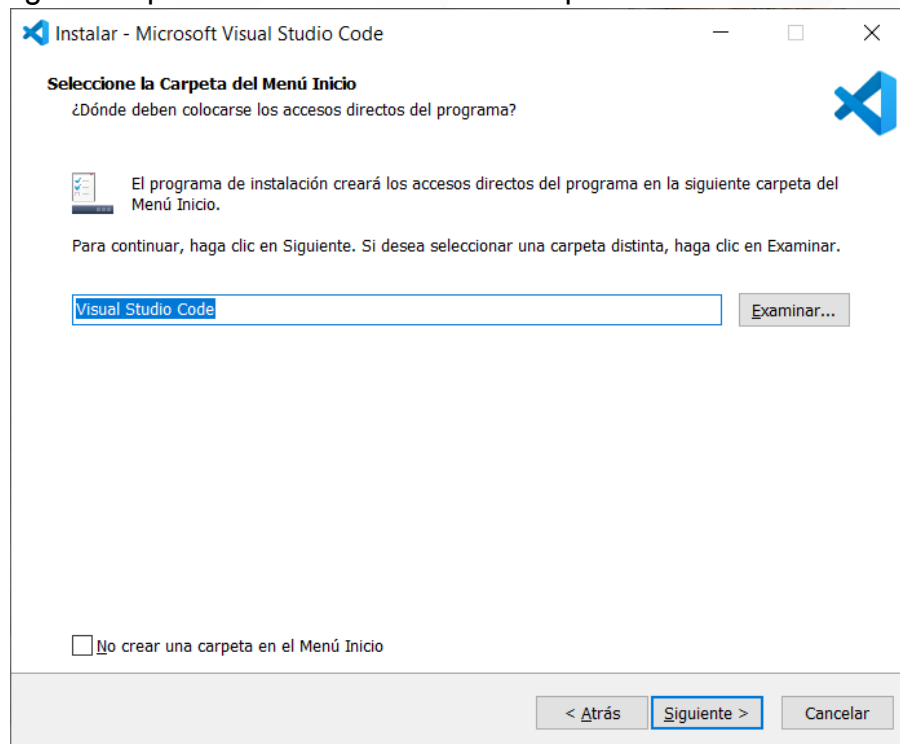 Instalar - Microsoft Visual Studio Code
Seleccione la Carpeta del Menú Inicio
¿Dónde deben colocarse los accesos directos del programa?
El programa de instalación creará los accesos directos del programa en la siguiente carpeta del
Menú Inicio.
Para continuar, haga clic en Siguiente. Si desea seleccionar una carpeta distinta, haga clic en Examinar.
Visual Studio Code
Examinar...
No crear una carpeta en el Menú Inicio
< Atrás
Siguiente >
Cancelar